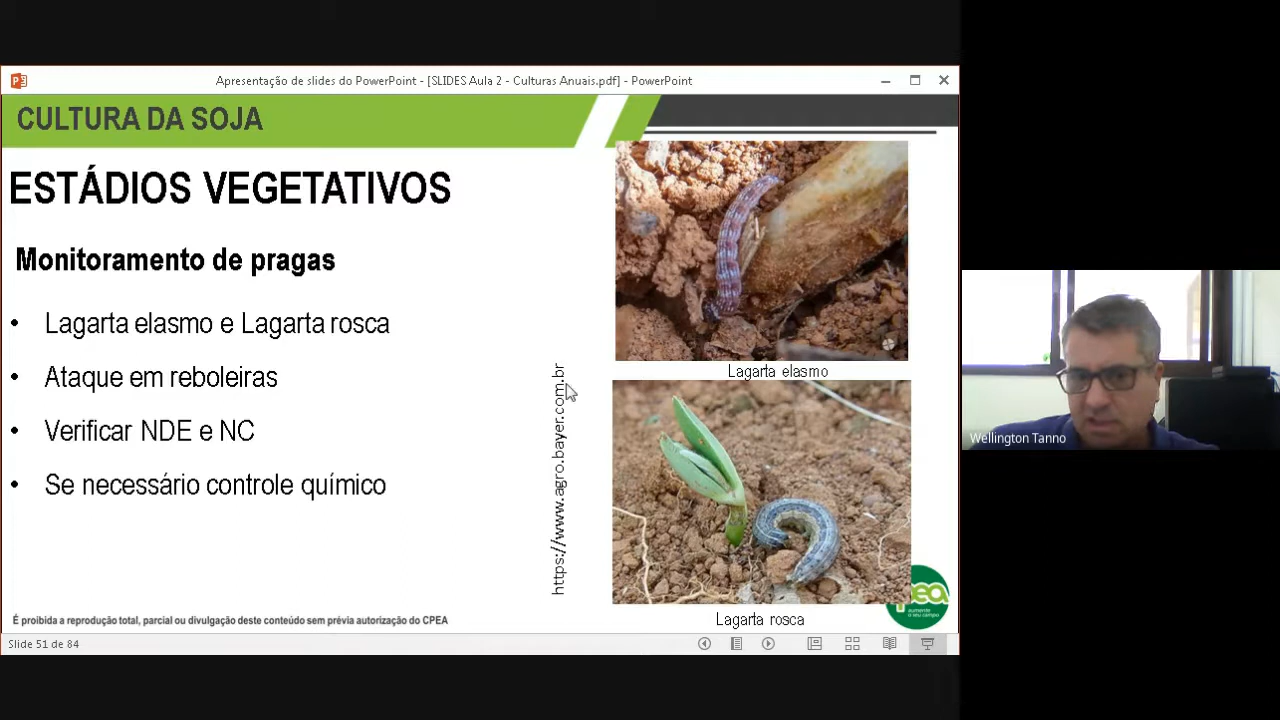 Apresentação de slides do PowerPoint - [SLIDES Aula 2 - Culturas Anuais.pdf] - PowerPoint
CULTURA DA SOJA
ESTÁDIOS VEGETATIVOS
Monitoramento de pragas
• Lagarta elasmo e Lagarta rosca
• Ataque em reboleiras
• Verificar NDE e NC
• Se necessário controle químico
https://www.agro.bayer.com.br
Lagarta elasmo
Lagarta rosca
aumente
o seu campo
É proibida a reprodução total, parcial ou divulgação deste conteúdo sem prévia autorização do CPEA
Slide 51 de 84
Wellington Tanno